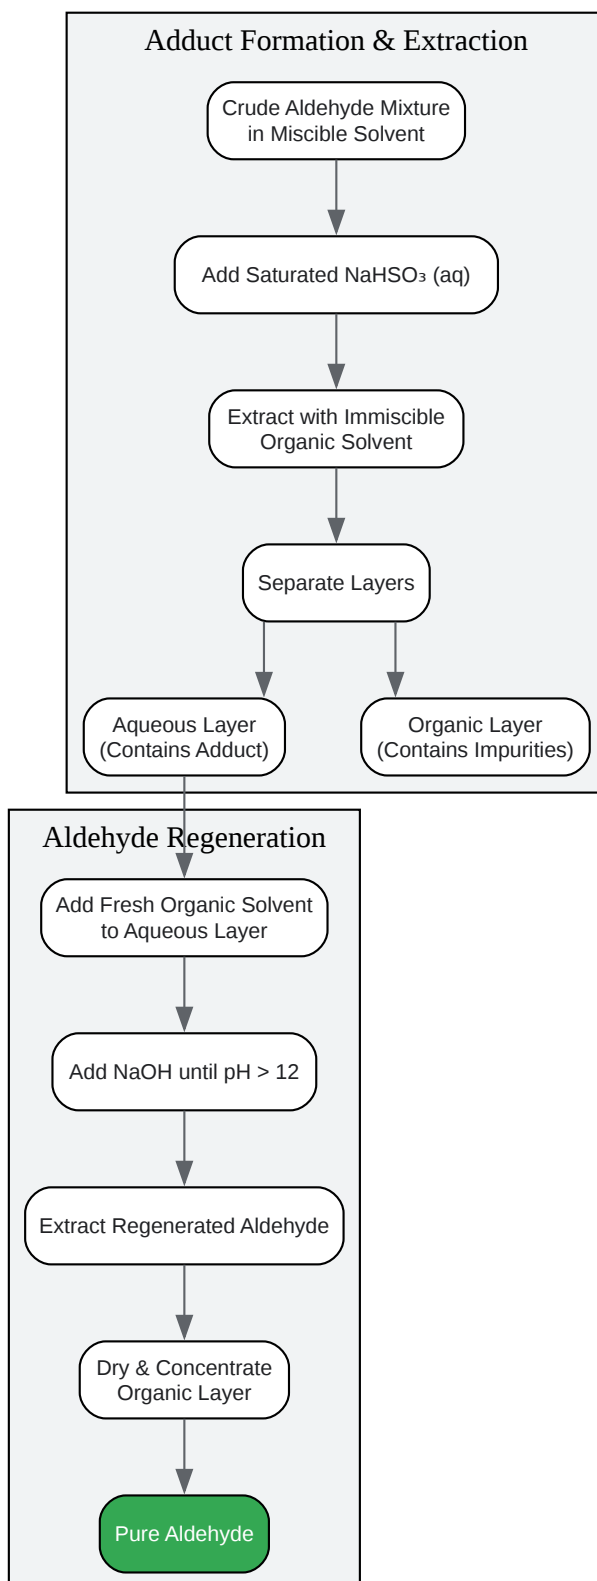 Adduct Formation & Extraction
Crude Aldehyde Mixture
in Miscible Solvent
Add Saturated NaHSO₃ (aq)
Extract with Immiscible
Organic Solvent
Separate Layers
Aqueous Layer
(Contains Adduct)
Organic Layer
(Contains Impurities)
Aldehyde Regeneration
Add Fresh Organic Solvent
to Aqueous Layer
Add NaOH until pH > 12
Extract Regenerated Aldehyde
Dry & Concentrate
Organic Layer
Pure Aldehyde